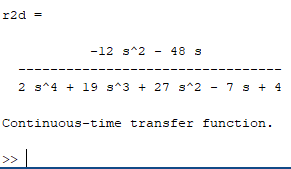 r2d =
-12 s^2 - 48 s
---------------------------------
2 s^4 + 19 s^3 + 27 s^2 - 7 s + 4
Continuous-time transfer function.
>>